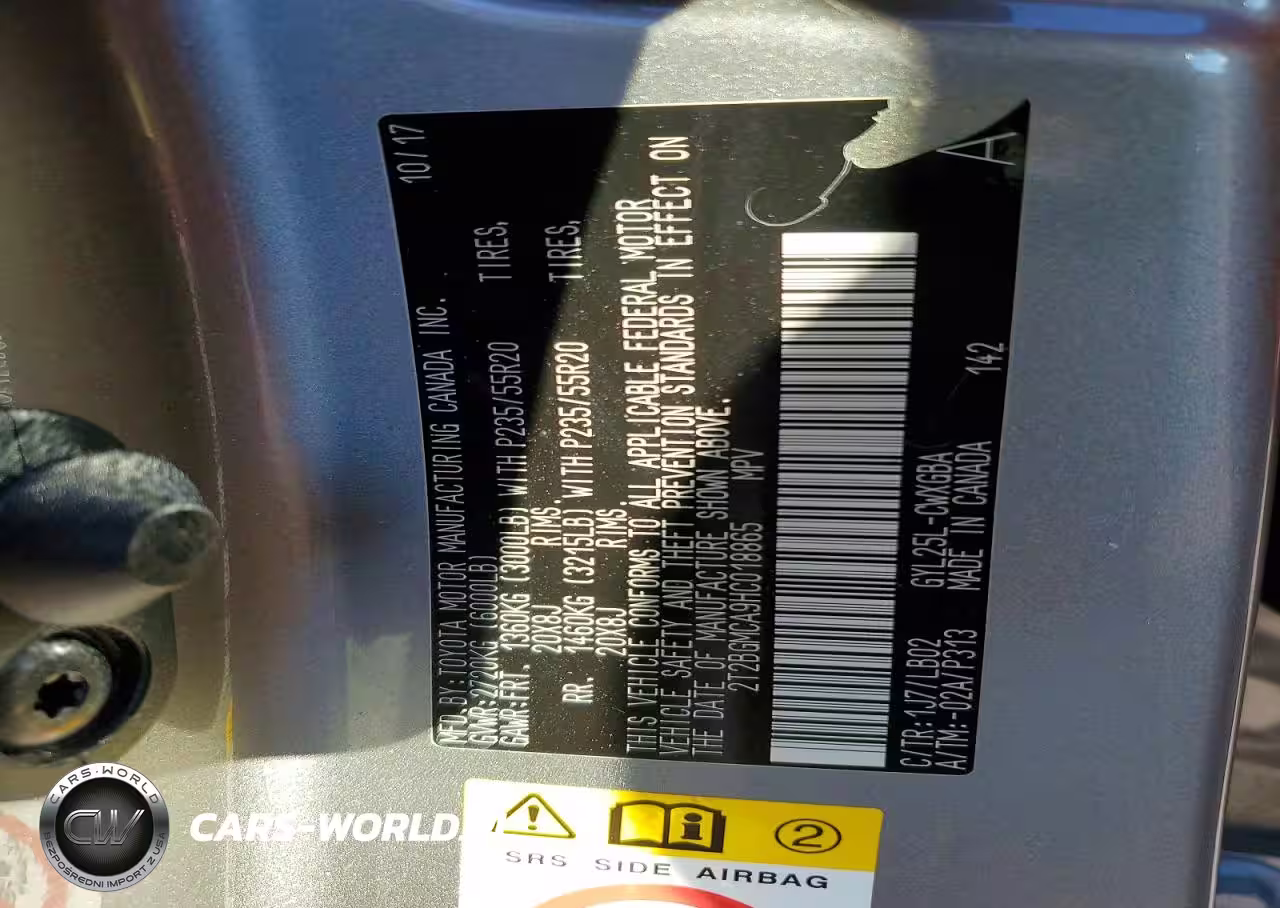 10/17
MFD. BY:TOYOTA MOTOR MANUFACTURING CANADA INC.
GVWR:2720KG (6000LB)
GAWR:FRT. 1360KG (3000LB) WITH P235/55R20 TIRES,
20X8J RIMS.
RR. 1460KG (3215LB) WITH P235/55R20 TIRES,
20X8J RIMS.
THIS VEHICLE CONFORMS TO ALL APPLICABLE FEDERAL MOTOR
VEHICLE SAFETY AND THEFT PREVENTION STANDARDS IN EFFECT ON
THE DATE OF MANUFACTURE SHOWN ABOVE.
2T2BGMCA9HC018865 MPV
C/TR:1J7/LB02 GYL25L-CWXGBA 142
A/TM:-02A/P313 MADE IN CANADA
A
2
SRS SIDE AIRBAG
CARS-WORLD
CW
BEZPOŚREDNI IMPORT Z USA
CARS-WORLD